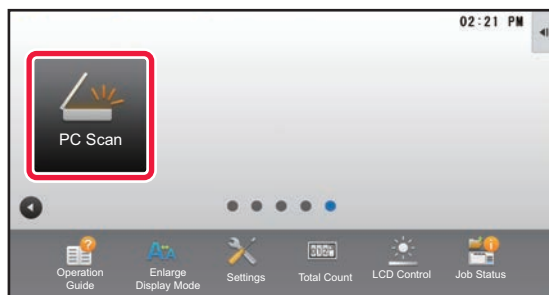 02:21 PM
PC Scan
Operation
Guide
Enlarge
Display Mode
Settings
Total Count
LCD Control
Job Status